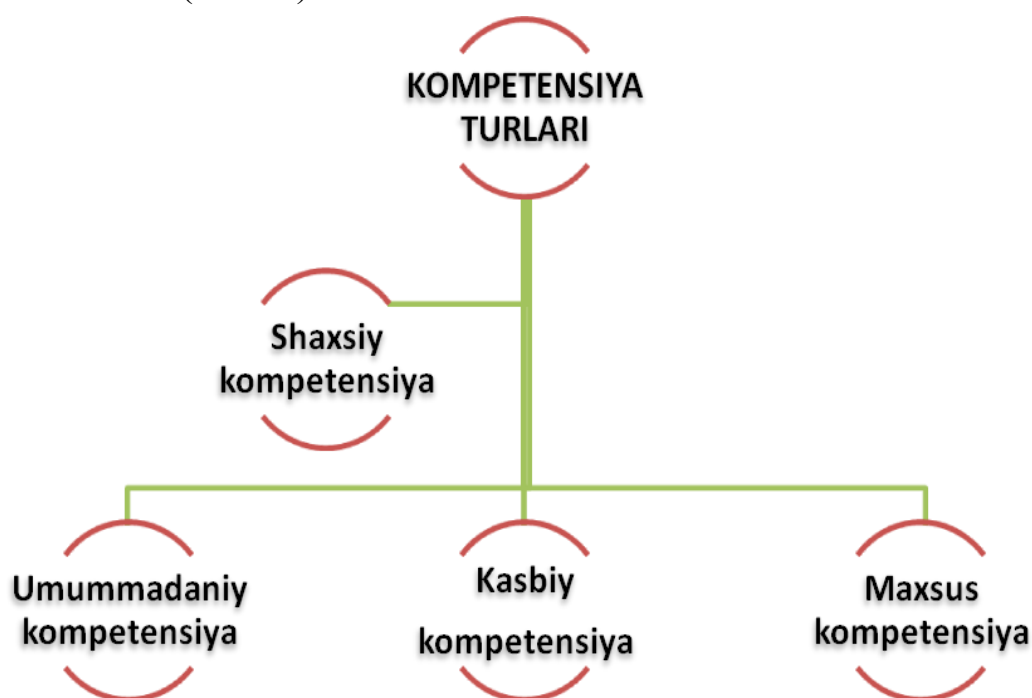 KOMPETENSIYA
TURLARI
Shaxsiy
kompetensiya
Umummadaniy
kompetensiya
Kasbiy
kompetensiya
Maxsus
kompetensiya